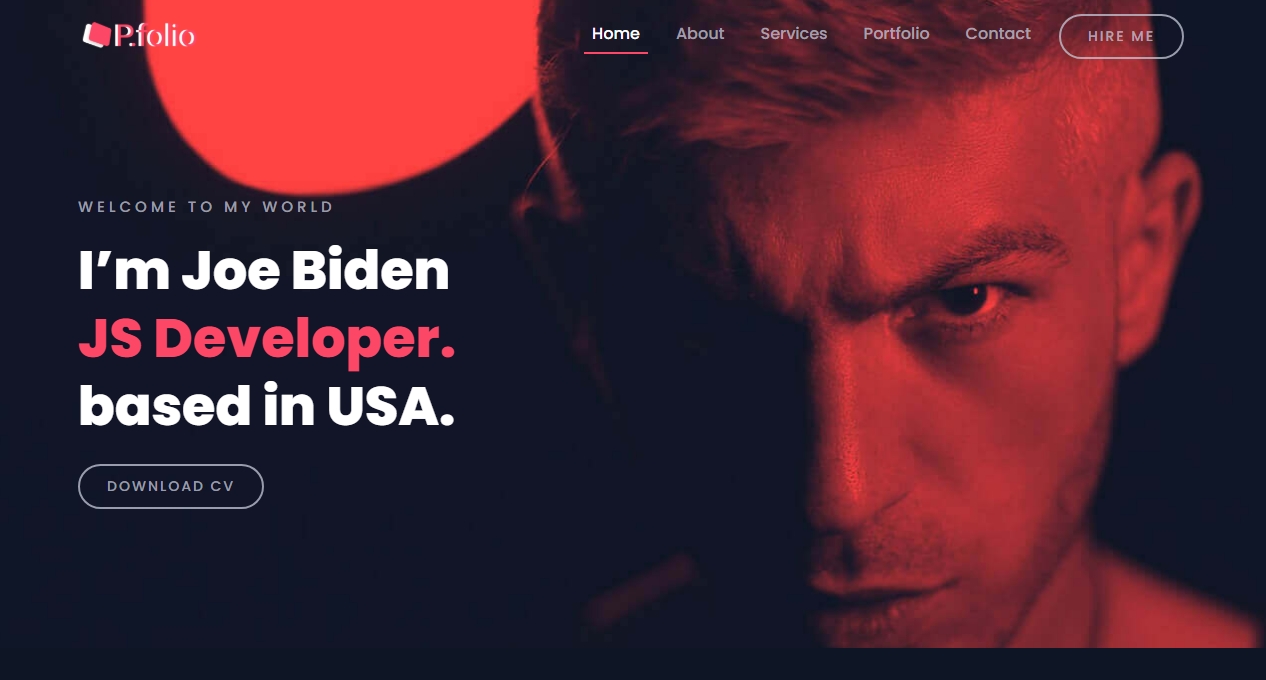 P.folio
Home About Services Portfolio Contact HIRE ME
WELCOME TO MY WORLD
I’m Joe Biden
JS Developer.
based in USA.
DOWNLOAD CV